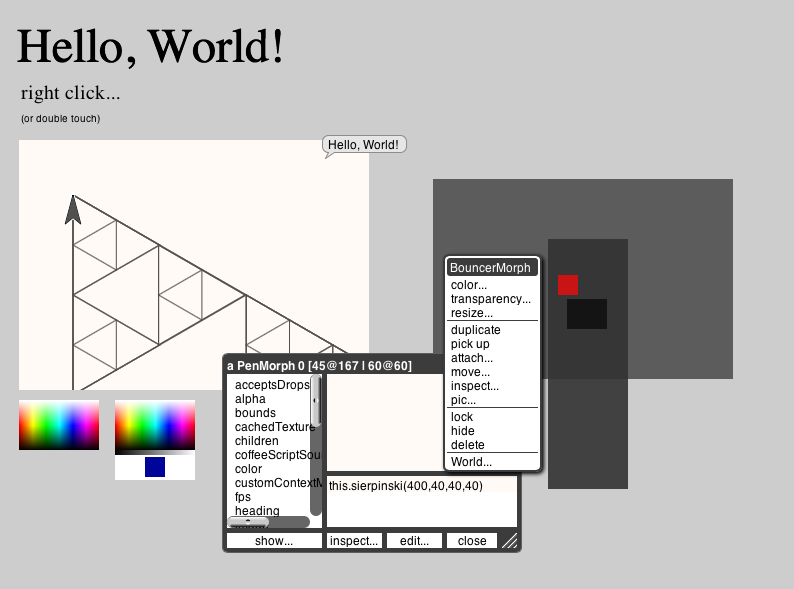 Hello, World!
right click...
(or double touch)
Hello, World!
BouncerMorph
color...
transparency...
resize...
duplicate
pick up
attach...
move...
inspect...
pic...
lock
hide
delete
World...
a PenMorph 0 [45@167 | 60@60]
acceptsDrops
alpha
bounds
cachedTexture
children
coffeeScriptSou
color
customContextM
fps
heading
this.sierpinski(400,40,40,40)
show...
inspect...
edit...
close